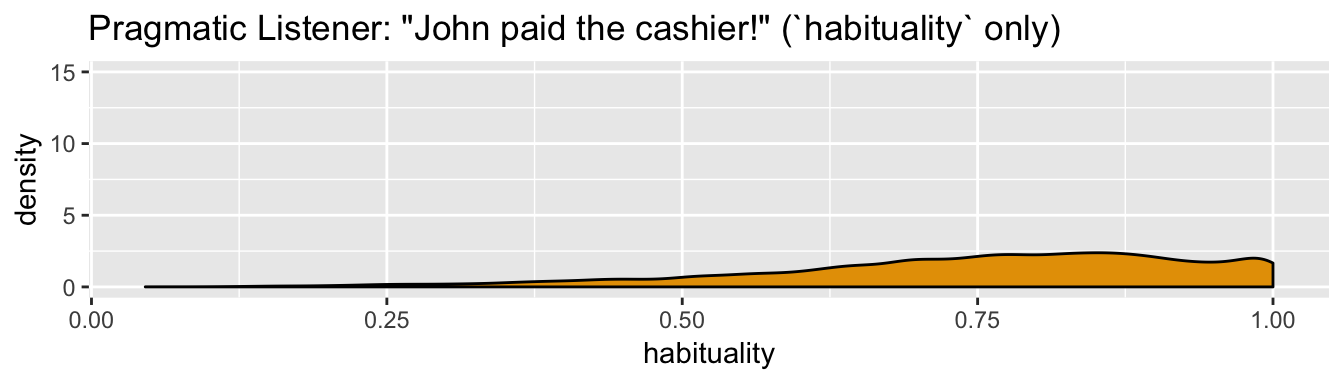 Pragmatic Listener: "John paid the cashier!" (`habituality` only)
15
10
5
0
density
0.00 0.25 0.50 0.75 1.00
habituality